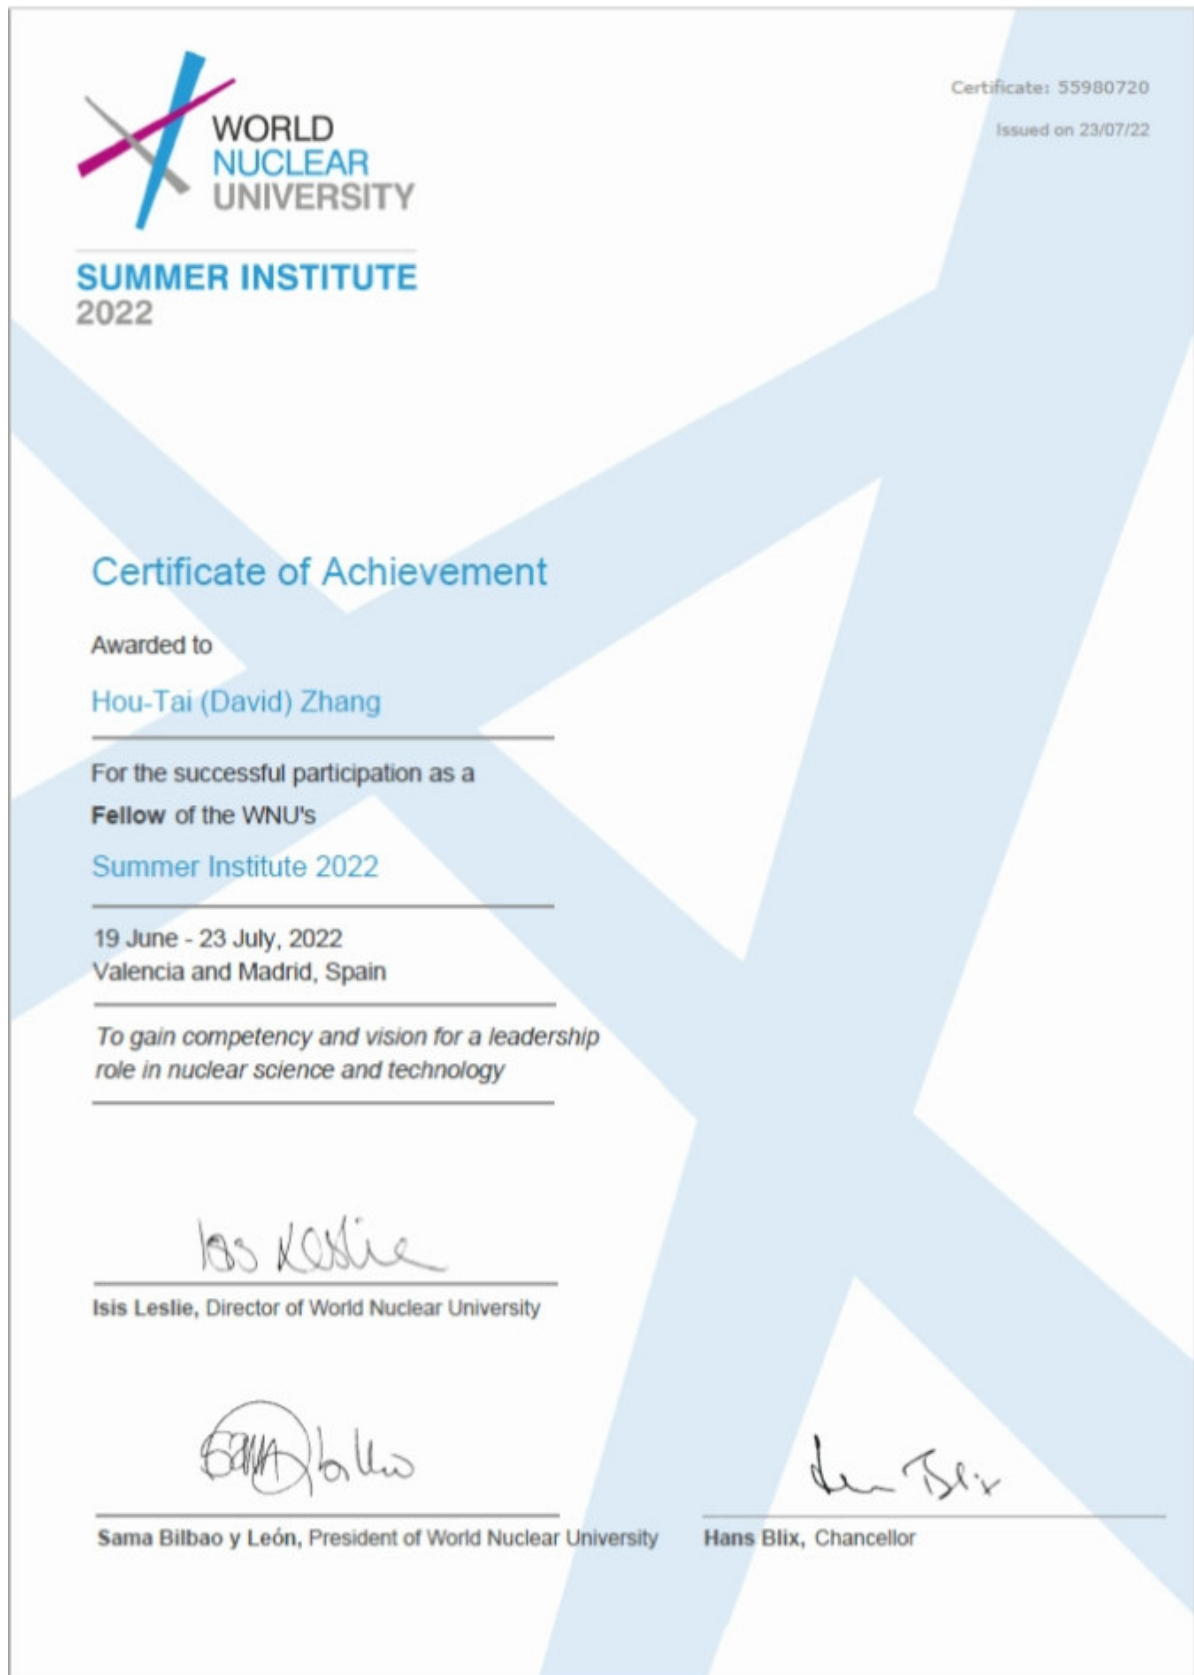 WORLD
NUCLEAR
UNIVERSITY
SUMMER INSTITUTE
2022
Certificate: 55980720
Issued on 23/07/22
Certificate of Achievement
Awarded to
Hou-Tai (David) Zhang
For the successful participation as a
Fellow of the WNU's
Summer Institute 2022
19 June - 23 July, 2022
Valencia and Madrid, Spain
To gain competency and vision for a leadership
role in nuclear science and technology
Isis Leslie
Isis Leslie, Director of World Nuclear University
Sama Bilbao y León, President of World Nuclear University
Hans Blix, Chancellor